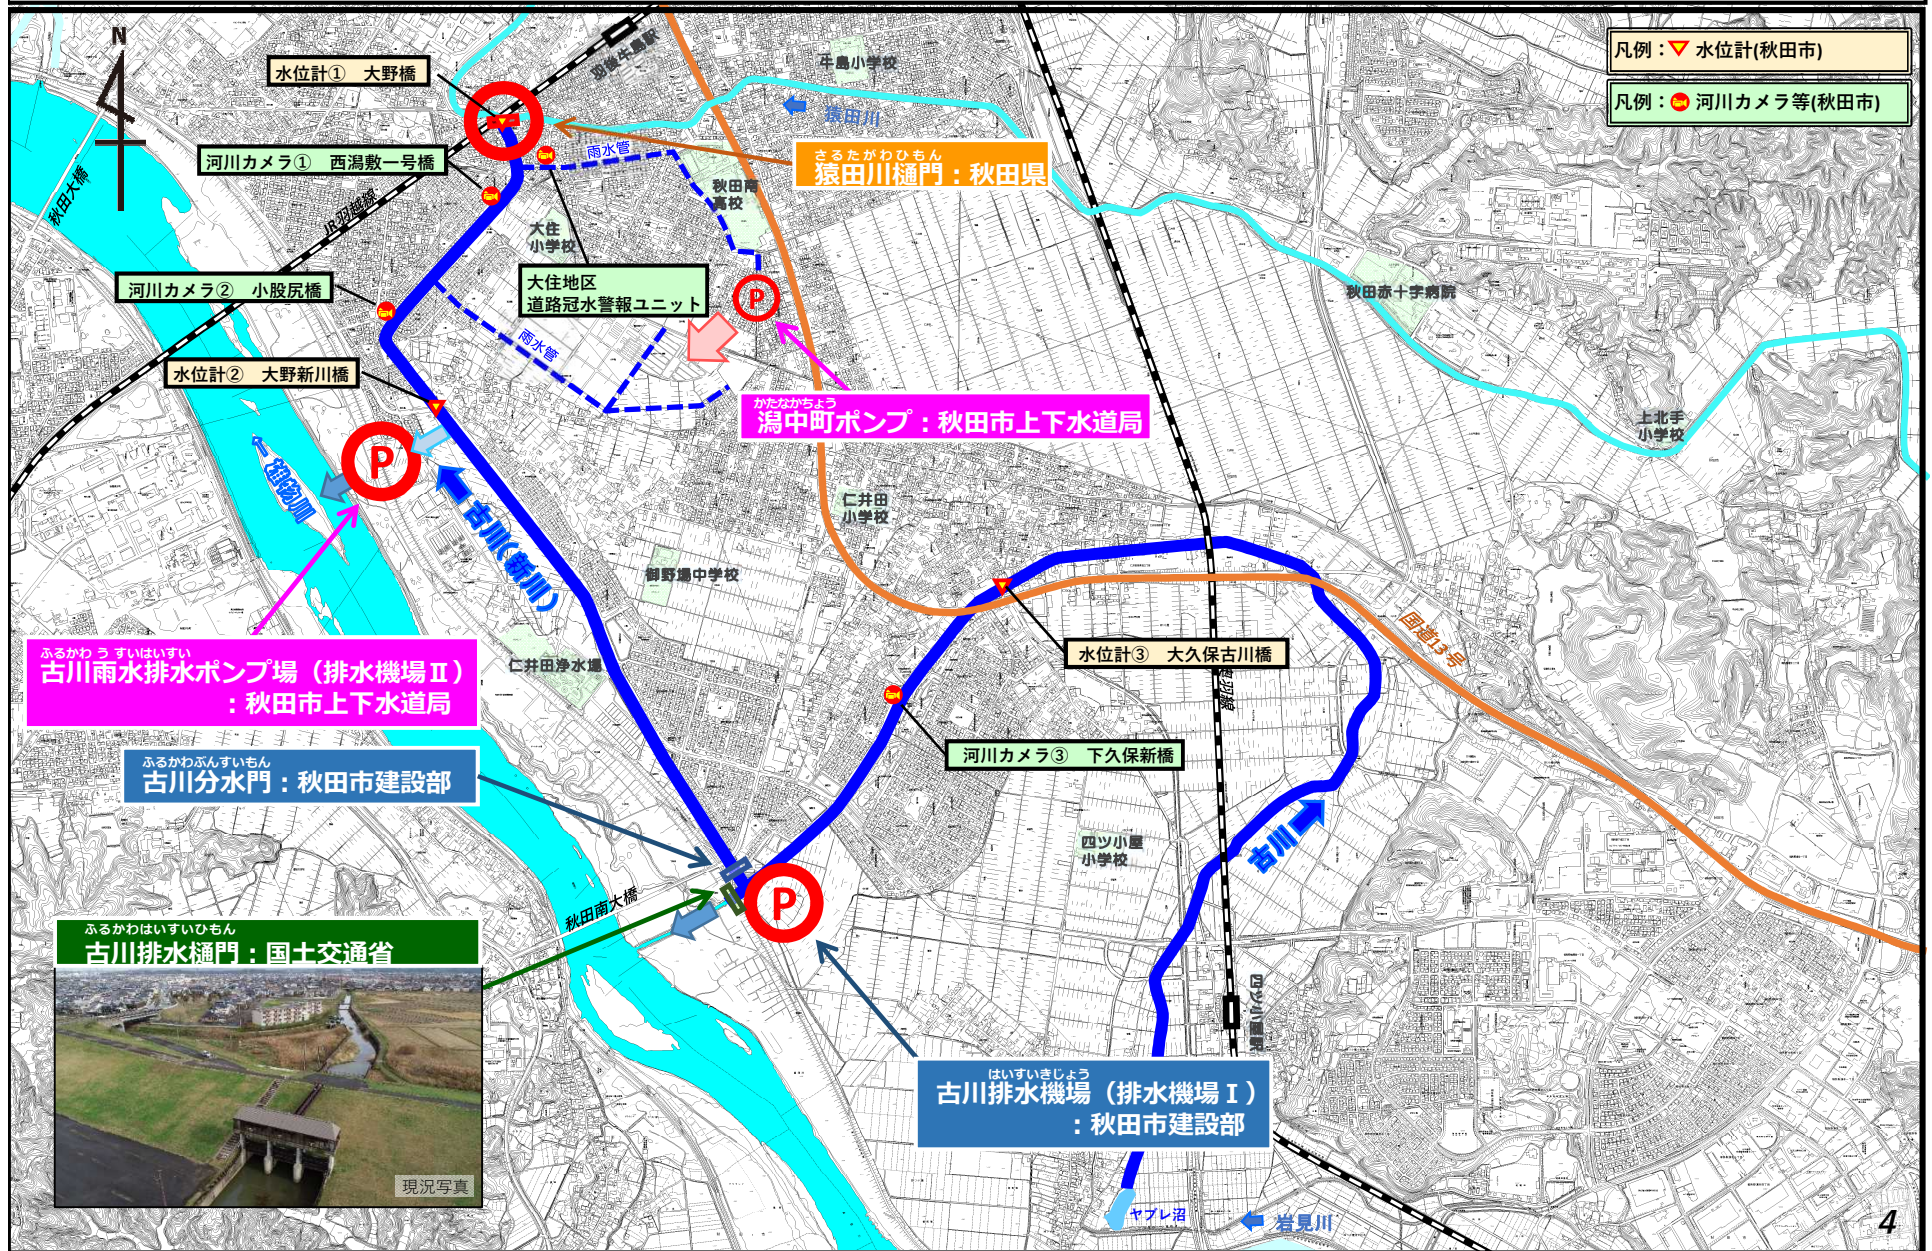 N
水位計① 大野橋
羽後牛島駅
牛島小学校
凡例：水位計(秋田市)
凡例：河川カメラ等(秋田市)
猿田川
河川カメラ① 西潟敷一号橋
雨水管
さるたがわひもん
猿田川樋門：秋田県
秋田大橋
JR羽越線
秋田南
高校
大住
小学校
河川カメラ② 小股尻橋
大住地区
道路冠水警報ユニット
P
秋田赤十字病院
雨水管
水位計② 大野新川橋
かたなかちょう
潟中町ポンプ：秋田市上下水道局
上北手
小学校
P
雄物川
古川(新川)
仁井田
小学校
御野場中学校
国道13号
水位計③ 大久保古川橋
奥羽線
ふるかわ う すいはいすい
古川雨水排水ポンプ場（排水機場Ⅱ）
：秋田市上下水道局
仁井田浄水場
河川カメラ③ 下久保新橋
ふるかわぶんすいもん
古川分水門：秋田市建設部
四ツ小屋
小学校
古川
秋田南大橋
P
ふるかわはいすいひもん
古川排水樋門：国土交通省
四ツ小屋駅
はいすいきじょう
古川排水機場（排水機場Ⅰ）
：秋田市建設部
現況写真
ヤブレ沼
岩見川
4